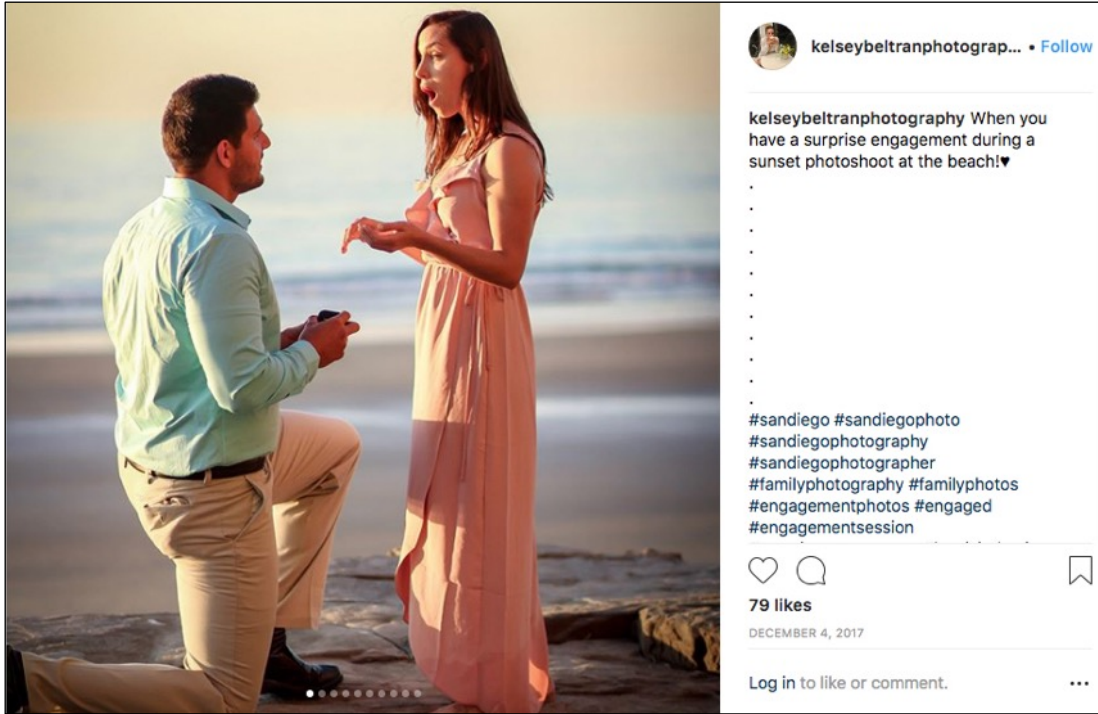 kelseybeltranphotograp... • Follow
kelseybeltranphotography When you
have a surprise engagement during a
sunset photoshoot at the beach!♥
.
.
.
.
.
.
.
.
.
.
.
#sandiego #sandiegophoto
#sandiegophotography
#sandiegophotographer
#familyphotography #familyphotos
#engagementphotos #engaged
#engagementsession
79 likes
DECEMBER 4, 2017
Log in to like or comment.